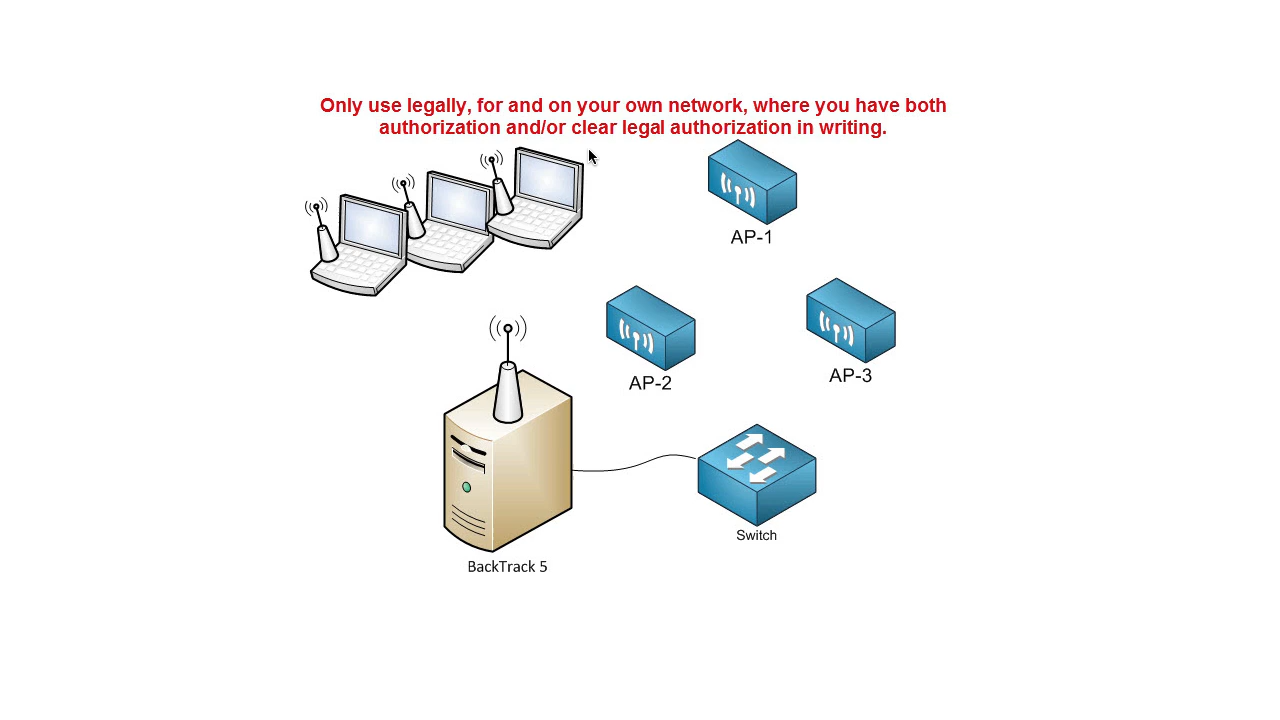 Only use legally, for and on your own network, where you have both
authorization and/or clear legal authorization in writing.
AP-1
AP-2
AP-3
Switch
BackTrack 5